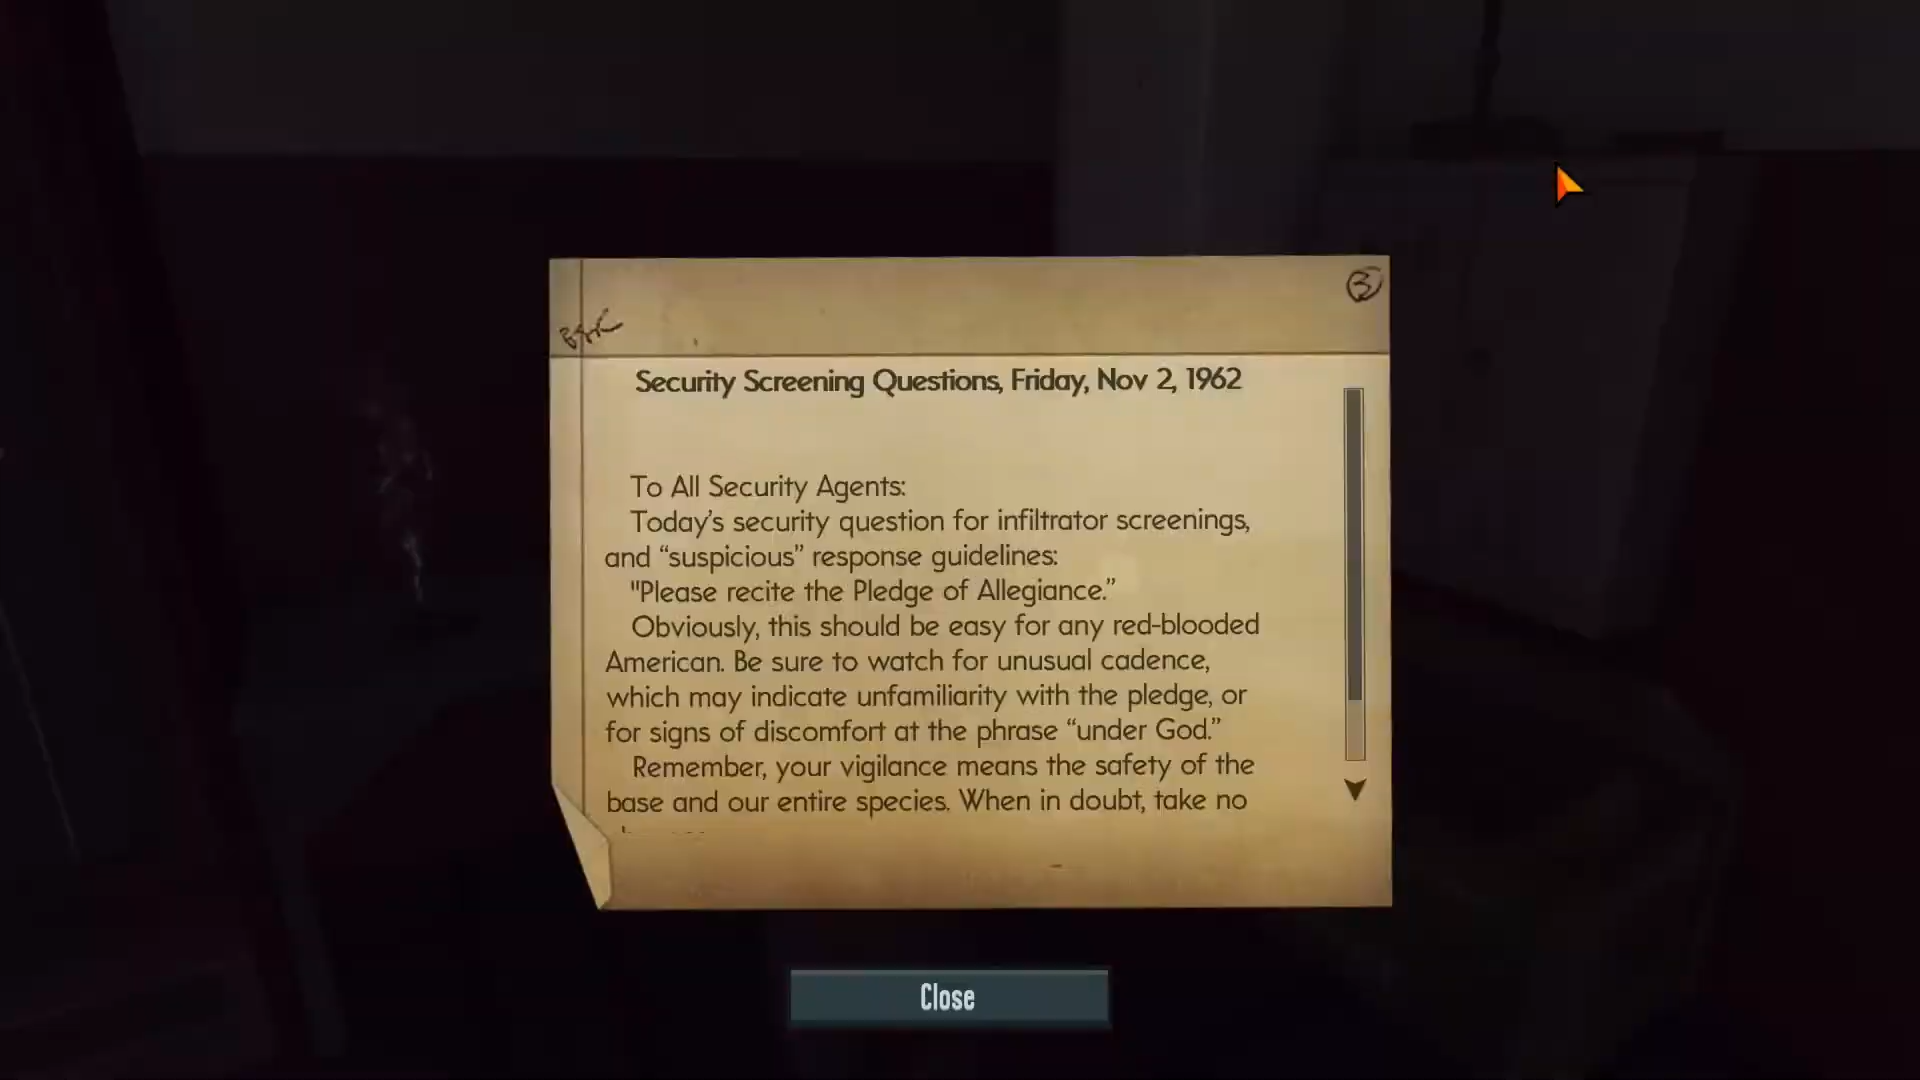 3
Security Screening Questions, Friday, Nov 2, 1962
To All Security Agents:
Today's security question for infiltrator screenings,
and “suspicious” response guidelines:
"Please recite the Pledge of Allegiance.”
Obviously, this should be easy for any red-blooded
American. Be sure to watch for unusual cadence,
which may indicate unfamiliarity with the pledge, or
for signs of discomfort at the phrase “under God.”
Remember, your vigilance means the safety of the
base and our entire species. When in doubt, take no
Close